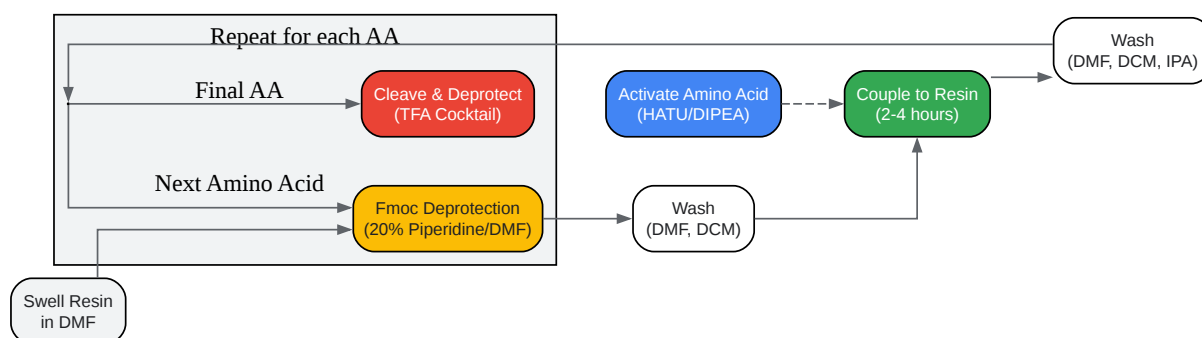 Repeat for each AA
Wash
(DMF, DCM, IPA)
Final AA
Cleave & Deprotect
(TFA Cocktail)
Activate Amino Acid
(HATU/DIPEA)
Couple to Resin
(2-4 hours)
Next Amino Acid
Fmoc Deprotection
(20% Piperidine/DMF)
Wash
(DMF, DCM)
Swell Resin
in DMF